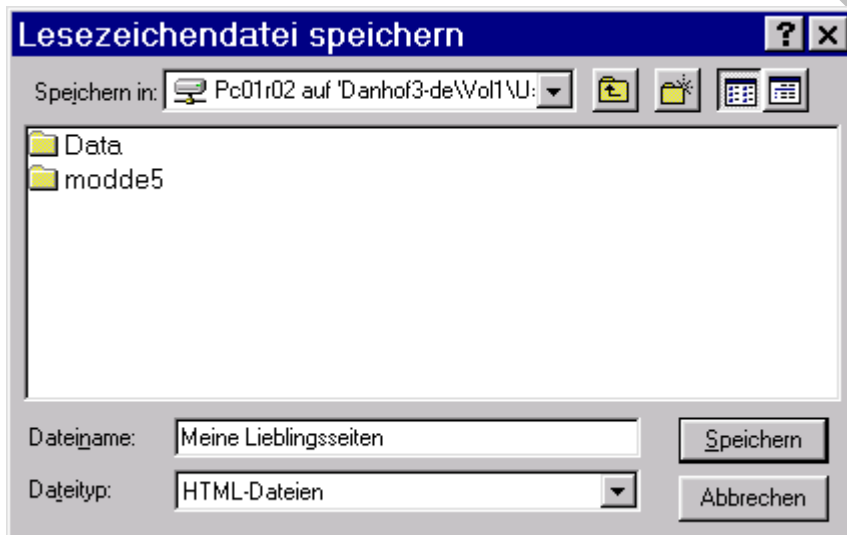 Lesezeichendatei speichern
Speichern in: Pc01r02 auf 'Danhof3-de\Vol1\U:
Data
modde5
Dateiname: Meine Lieblingsseiten Speichern
Dateityp: HTML-Dateien Abbrechen